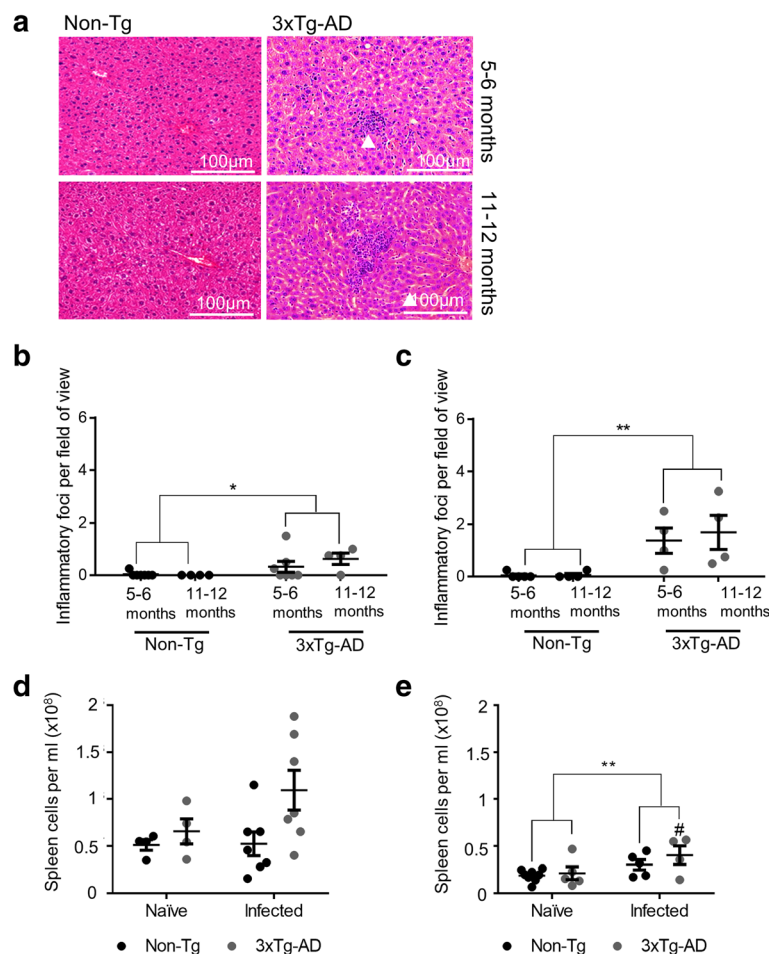 a
Non-Tg
3xTg-AD
100µm
100µm
5-6 months
100µm
100µm
11-12 months
b
Inflammatory foci per field of view
6
4
2
0
*
5-6 months
11-12 months
5-6 months
11-12 months
Non-Tg
3xTg-AD
c
Inflammatory foci per field of view
6
4
2
0
**
5-6 months
11-12 months
5-6 months
11-12 months
Non-Tg
3xTg-AD
d
Spleen cells per ml (x10⁸)
2
1.5
1
0.5
0
Naïve
Infected
Non-Tg
3xTg-AD
e
Spleen cells per ml (x10⁸)
2
1.5
1
0.5
0
**
#
Naïve
Infected
Non-Tg
3xTg-AD